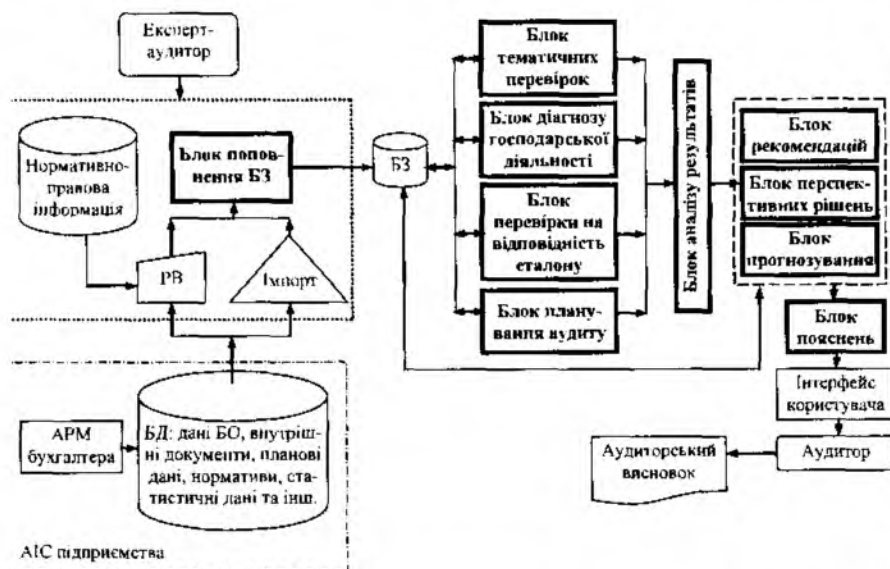 Експерт-
аудитор
Нормативно-
правова
інформація
Блок попов-
нення БЗ
РВ
Імпорт
АРМ
бухгалтера
БД: дані БО, внутріш-
ні документи, планові
дані, нормативи, ста-
тистичні дані та інш.
АІС підприємства
БЗ
Блок
тематичних
перевірок
Блок діагнозу
господарської
діяльності
Блок
перевірки на
відповідність
еталону
Блок плану-
вання аудиту
Блок аналізу результатів
Блок
рекомендацій
Блок перспек-
тивних рішень
Блок
прогнозування
Блок
пояснень
Інтерфейс
користувача
Аудитор
Аудиторський
висновок